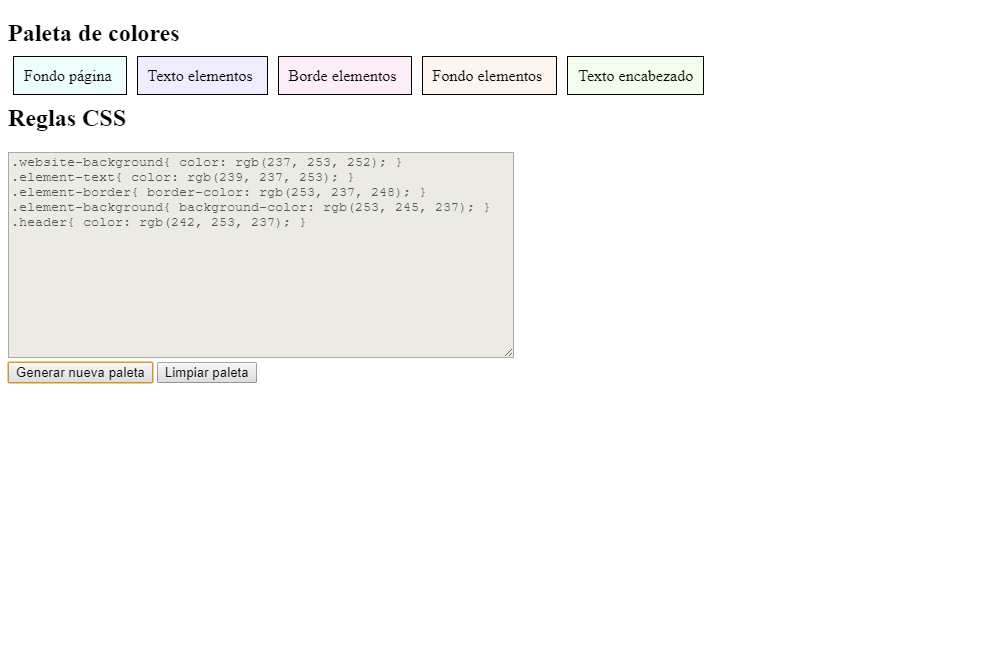 Paleta de colores
Fondo página Texto elementos Borde elementos Fondo elementos Texto encabezado
Reglas CSS
.website-background{ color: rgb(237, 253, 252); }
.element-text{ color: rgb(239, 237, 253); }
.element-border{ border-color: rgb(253, 237, 248); }
.element-background{ background-color: rgb(253, 245, 237); }
.header{ color: rgb(242, 253, 237); }
Generar nueva paleta Limpiar paleta